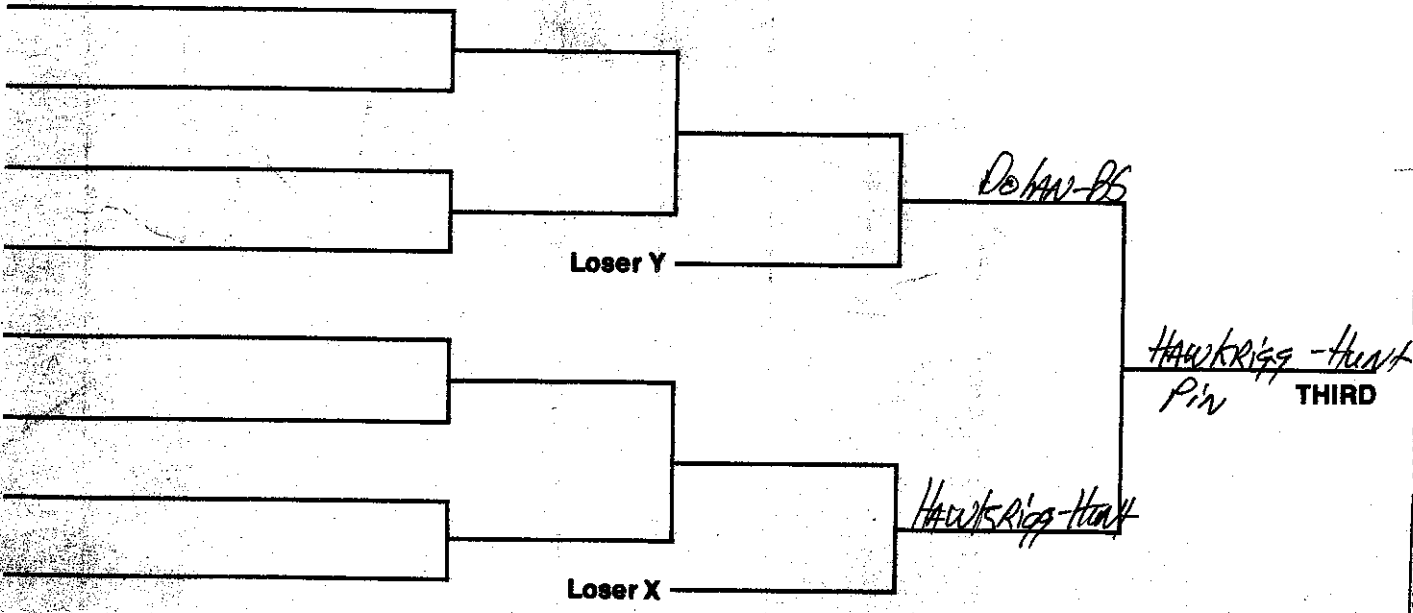 Dolan-BS
Loser Y
Hawkrigg - Hunt
Pin THIRD
Hawkrigg-Hunt
Loser X